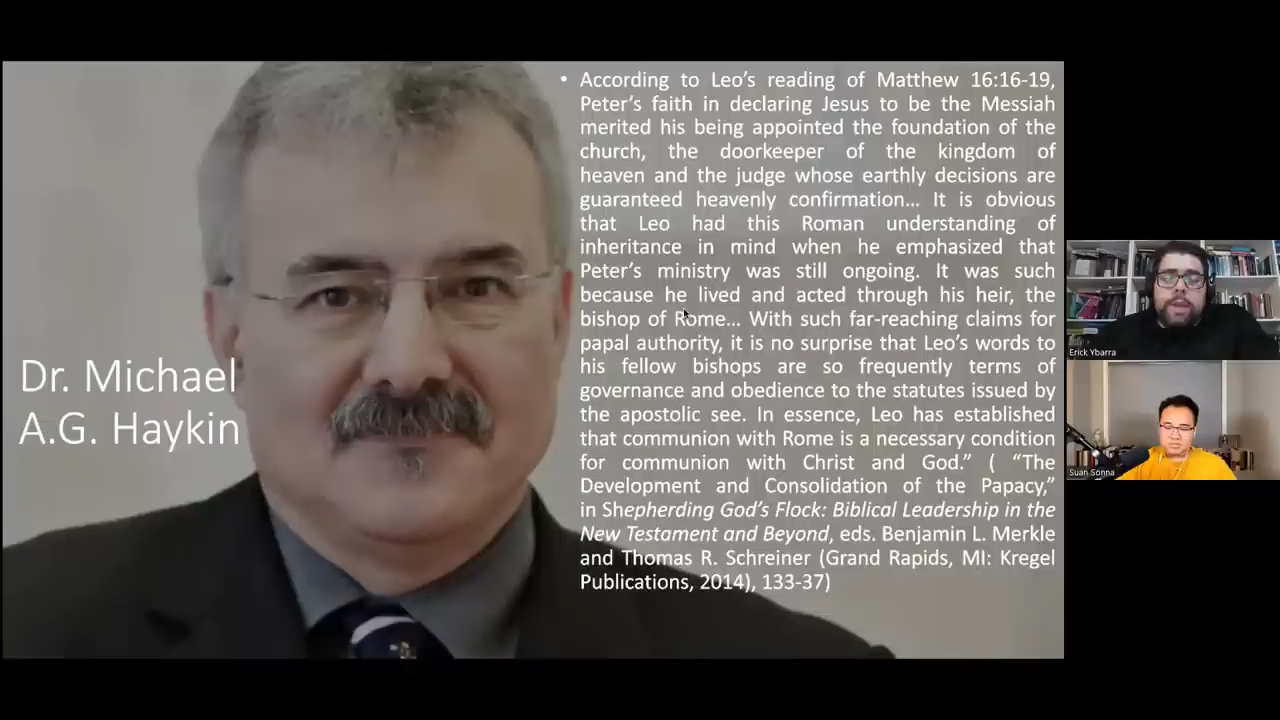 Dr. Michael
A.G. Haykin
• According to Leo's reading of Matthew 16:16-19,
Peter's faith in declaring Jesus to be the Messiah
merited his being appointed the foundation of the
church, the doorkeeper of the kingdom of
heaven and the judge whose earthly decisions are
guaranteed heavenly confirmation… It is obvious
that Leo had this Roman understanding of
inheritance in mind when he emphasized that
Peter's ministry was still ongoing. It was such
because he lived and acted through his heir, the
bishop of Rome… With such far-reaching claims for
papal authority, it is no surprise that Leo's words to
his fellow bishops are so frequently terms of
governance and obedience to the statutes issued by
the apostolic see. In essence, Leo has established
that communion with Rome is a necessary condition
for communion with Christ and God.” ( “The
Development and Consolidation of the Papacy,”
in Shepherding God's Flock: Biblical Leadership in the
New Testament and Beyond, eds. Benjamin L. Merkle
and Thomas R. Schreiner (Grand Rapids, MI: Kregel
Publications, 2014), 133-37)
Erick Ybarra
Suan Sonna